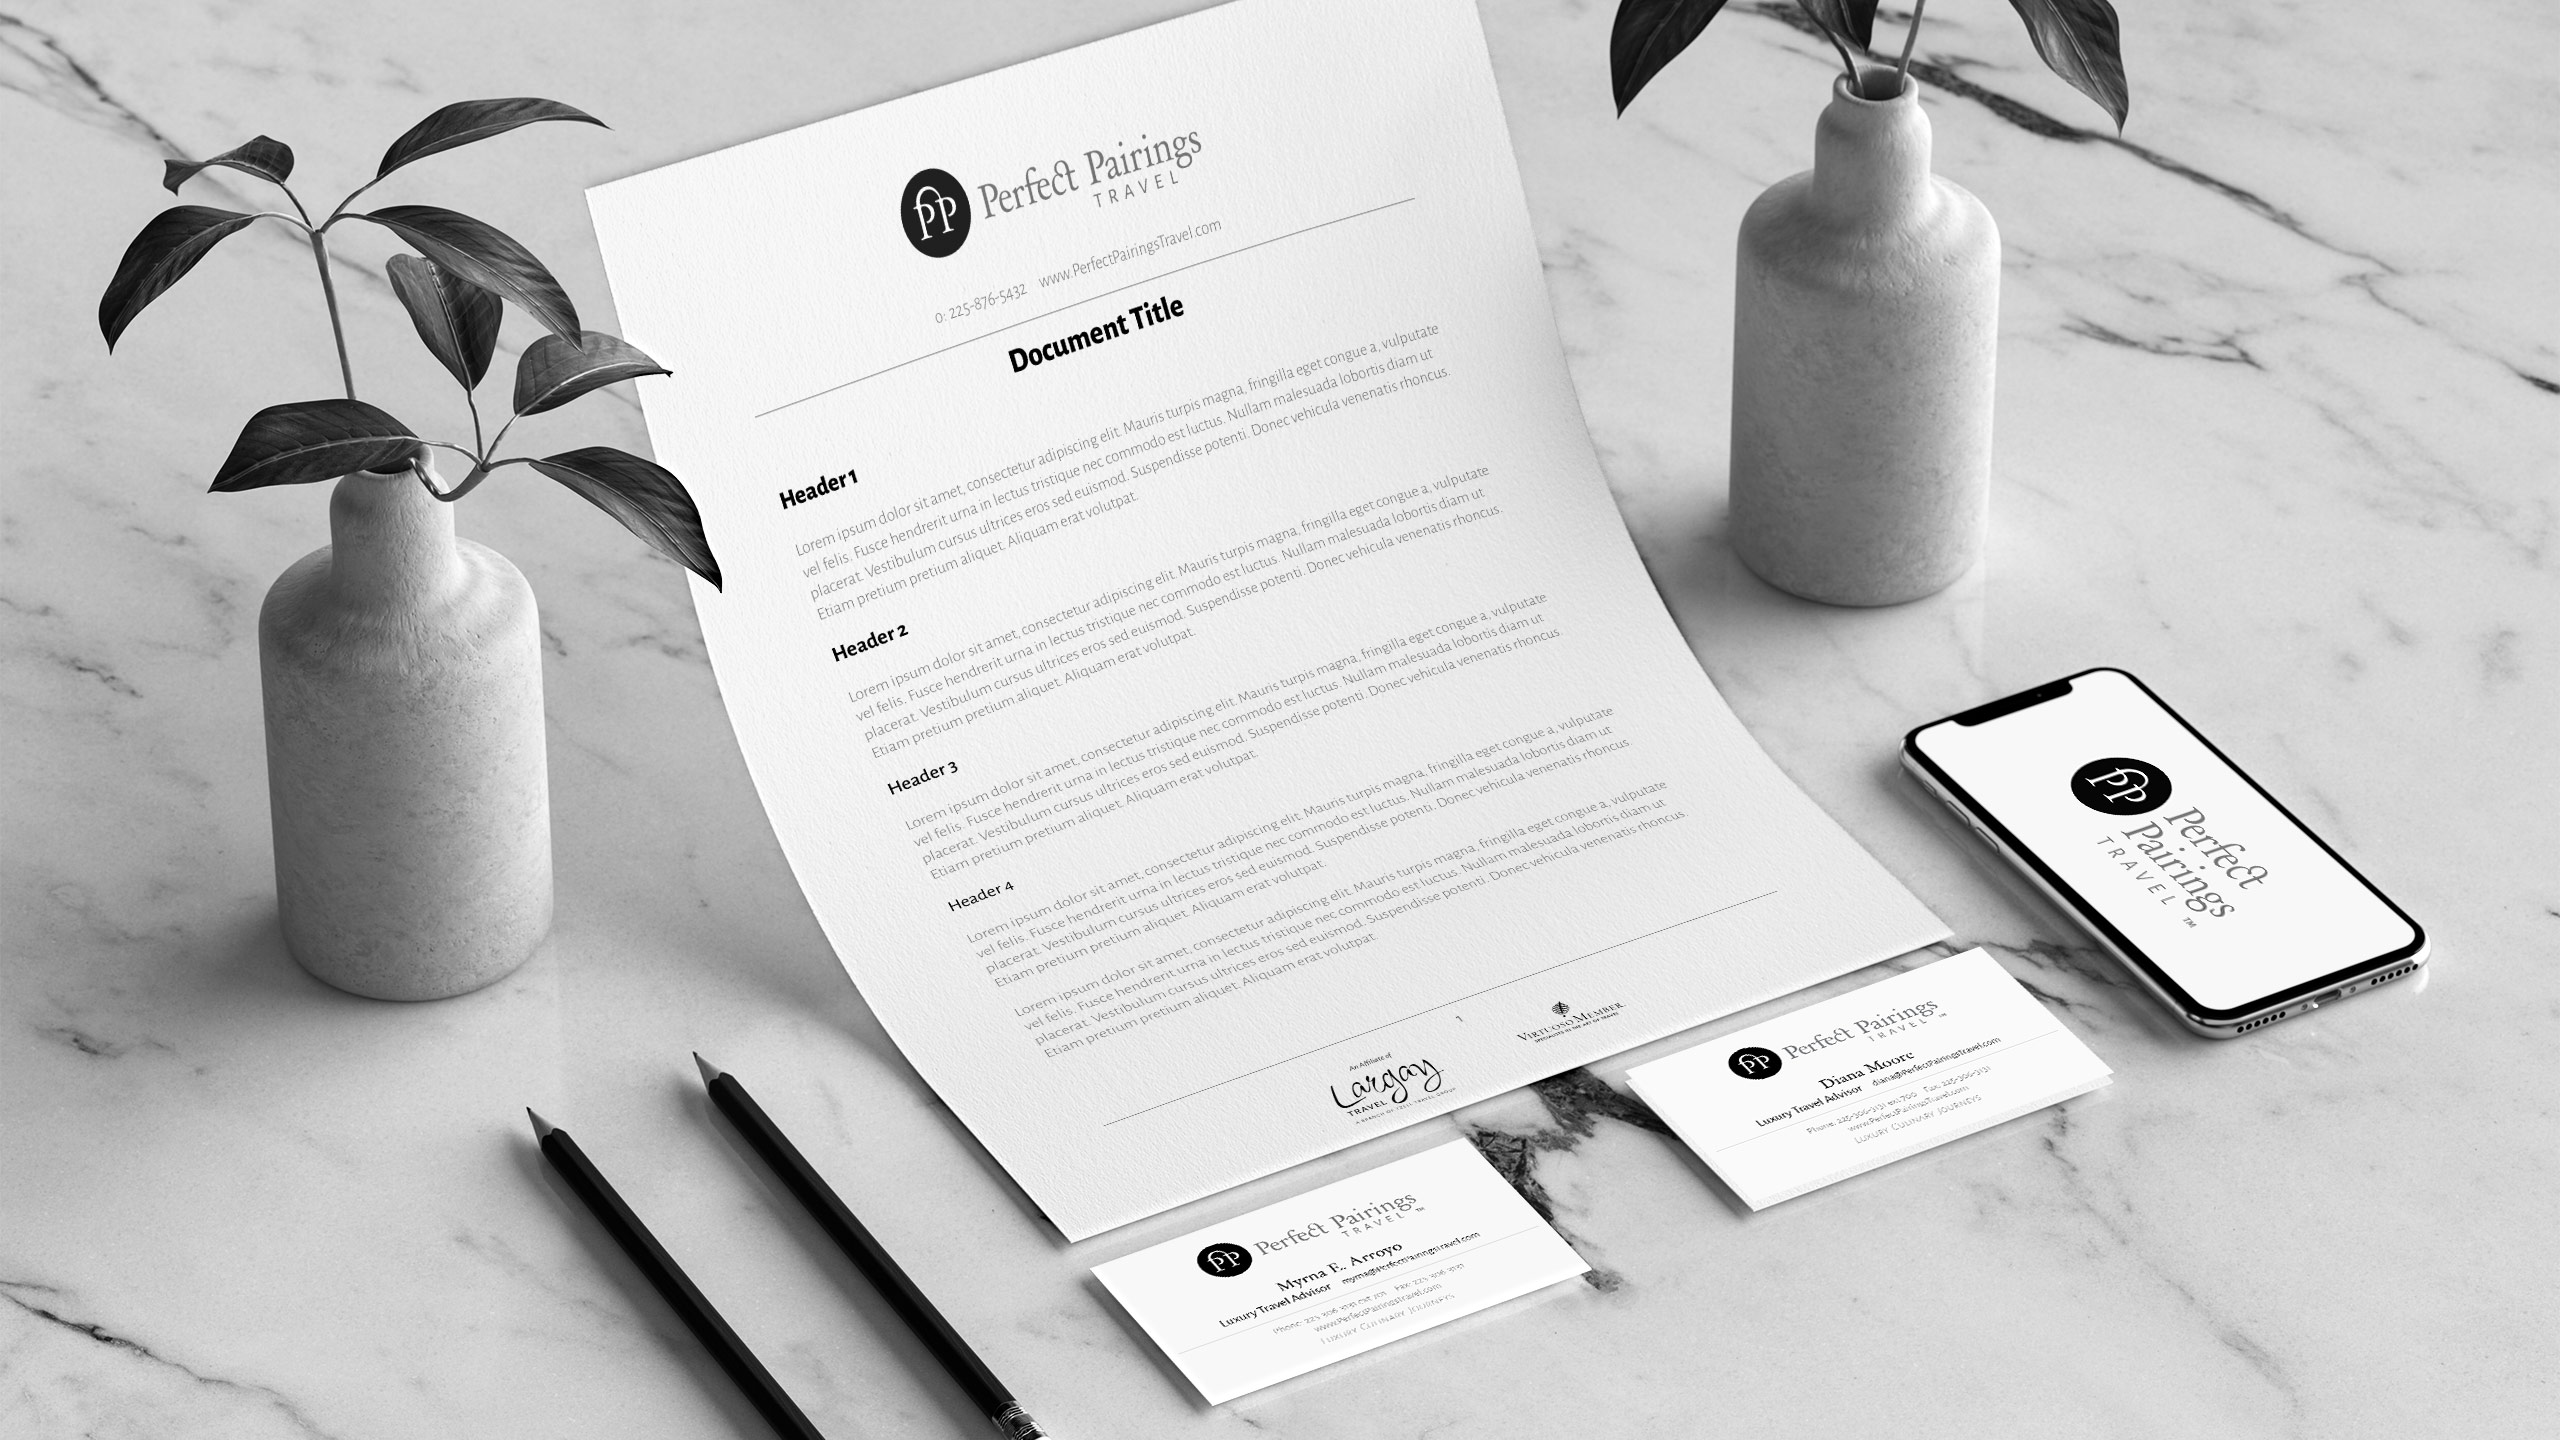 PP Perfect Pairings
TRAVEL
o: 225-876-5432 www.PerfectPairingsTravel.com
Document Title
Header 1
Lorem ipsum dolor sit amet, consectetur adipiscing elit. Mauris turpis magna, fringilla eget congue a, vulputate
vel felis. Fusce hendrerit urna in lectus tristique nec commodo est luctus. Nullam malesuada lobortis diam ut
placerat. Vestibulum cursus ultrices eros sed euismod. Suspendisse potenti. Donec vehicula venenatis rhoncus.
Etiam pretium pretium aliquet. Aliquam erat volutpat.
Header 2
Lorem ipsum dolor sit amet, consectetur adipiscing elit. Mauris turpis magna, fringilla eget congue a, vulputate
vel felis. Fusce hendrerit urna in lectus tristique nec commodo est luctus. Nullam malesuada lobortis diam ut
placerat. Vestibulum cursus ultrices eros sed euismod. Suspendisse potenti. Donec vehicula venenatis rhoncus.
Etiam pretium pretium aliquet. Aliquam erat volutpat.
Header 3
Lorem ipsum dolor sit amet, consectetur adipiscing elit. Mauris turpis magna, fringilla eget congue a, vulputate
vel felis. Fusce hendrerit urna in lectus tristique nec commodo est luctus. Nullam malesuada lobortis diam ut
placerat. Vestibulum cursus ultrices eros sed euismod. Suspendisse potenti. Donec vehicula venenatis rhoncus.
Etiam pretium pretium aliquet. Aliquam erat volutpat.
Header 4
Lorem ipsum dolor sit amet, consectetur adipiscing elit. Mauris turpis magna, fringilla eget congue a, vulputate
vel felis. Fusce hendrerit urna in lectus tristique nec commodo est luctus. Nullam malesuada lobortis diam ut
placerat. Vestibulum cursus ultrices eros sed euismod. Suspendisse potenti. Donec vehicula venenatis rhoncus.
Etiam pretium pretium aliquet. Aliquam erat volutpat.
Lorem ipsum dolor sit amet, consectetur adipiscing elit. Mauris turpis magna, fringilla eget congue a, vulputate
vel felis. Fusce hendrerit urna in lectus tristique nec commodo est luctus. Nullam malesuada lobortis diam ut
placerat. Vestibulum cursus ultrices eros sed euismod. Suspendisse potenti. Donec vehicula venenatis rhoncus.
Etiam pretium pretium aliquet. Aliquam erat volutpat.
1
An Affiliate of
Largay
TRAVEL
VIRTUOSO MEMBER
SPECIALISTS IN THE ART OF TRAVEL
PP
Perfect
Pairings
TRAVEL ™
PP Perfect Pairings
TRAVEL ™
Diana Moore
Luxury Travel Advisor diana@PerfectPairingsTravel.com
Phone: 225-306-3131 ext.700 Fax: 225-306-3131
www.PerfectPairingsTravel.com
LUXURY CULINARY JOURNEYS
PP Perfect Pairings
TRAVEL ™
Myrna E. Arroyo
Luxury Travel Advisor myrna@PerfectPairingsTravel.com
www.PerfectPairingsTravel.com
LUXURY CULINARY JOURNEYS